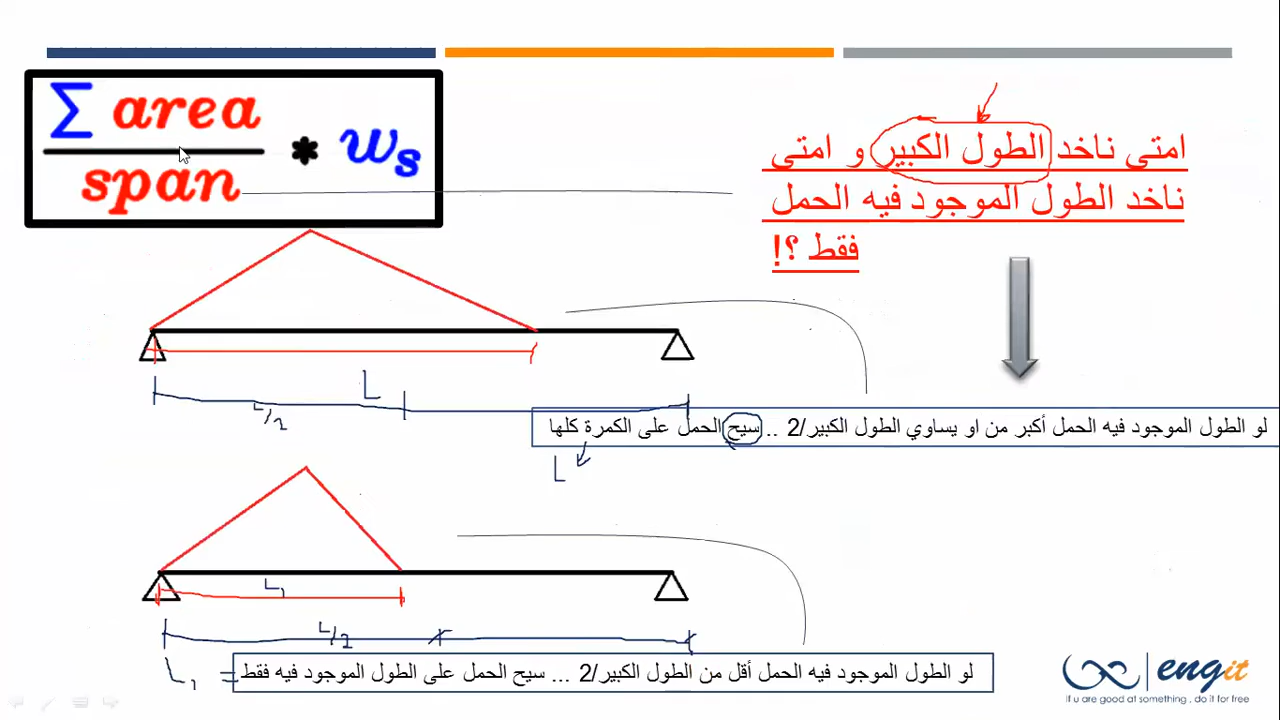 ∑ area
span
* ws
امتى ناخد الطول الكبير و امتى
ناخد الطول الموجود فيه الحمل
فقط ؟!
L
L/2
لو الطول الموجود فيه الحمل أكبر من او يساوي الطول الكبير/2 .. سيح الحمل على الكمرة كلها
L
L1
L/2
لو الطول الموجود فيه الحمل أقل من الطول الكبير/2 ... سيح الحمل على الطول الموجود فيه فقط
= L1
engit
if u are good at something , do it for free